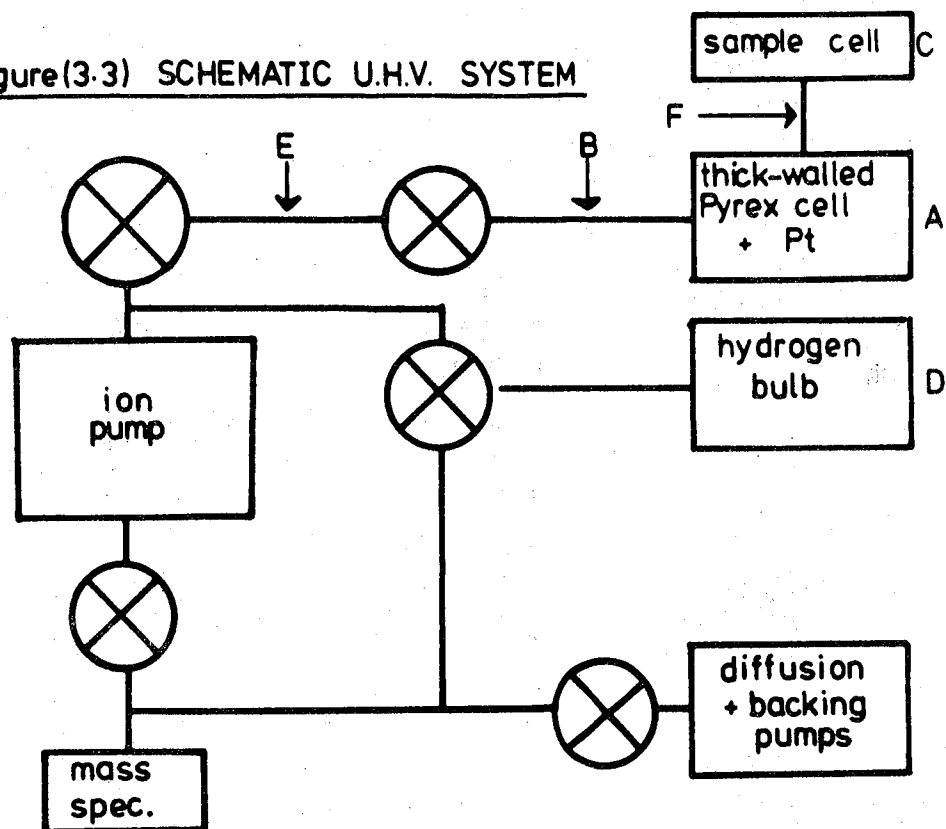 gure(3.3) SCHEMATIC U.H.V. SYSTEM
sample cell
C
F
E
B
thick-walled
Pyrex cell
+ Pt
A
hydrogen
bulb
D
ion
pump
diffusion
+ backing
pumps
mass
spec.